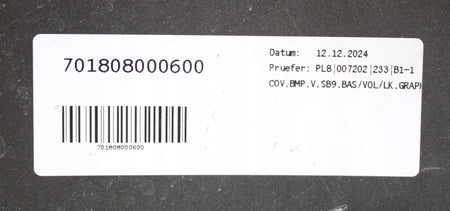 701808000600
Datum: 12.12.2024
Pruefer: PL8|007202|233|B1-1
COV.BMP.V.SB9.BAS/VOL/LK.GRAPH
701808000600